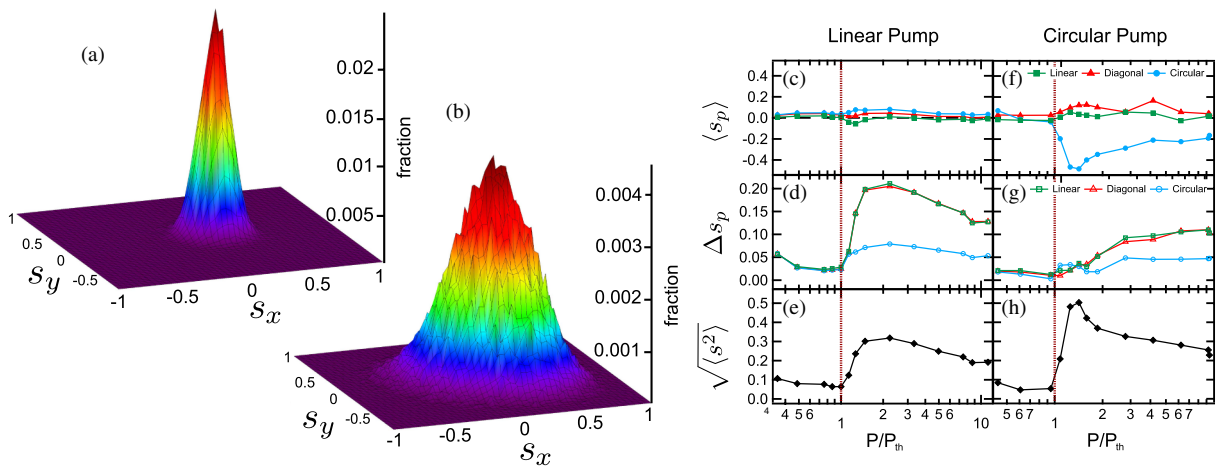 (a)
0.02
0.01
0.005
fraction
1
0.5
0
-0.5
-1
s_y
-0.5
0
0.5
1
s_x
(b)
0.004
0.003
0.002
0.001
fraction
1
0.5
0
-0.5
-1
s_y
-0.5
0
0.5
1
s_x
Linear Pump Circular Pump
(c)
0.4
0.2
0.0
-0.2
-0.4
⟨s_p⟩
(f) Linear Diagonal Circular
(d)
0.20
0.15
0.10
0.05
0.00
Δs_p
(g) Linear Diagonal Circular
(e)
0.5
0.4
0.3
0.2
0.1
0.0
√⟨s²⟩
(h)
4 4 5 6 1 2 3 4 5 6 10
P/P_th
5 6 7 1 2 3 4 5 6 7
P/P_th